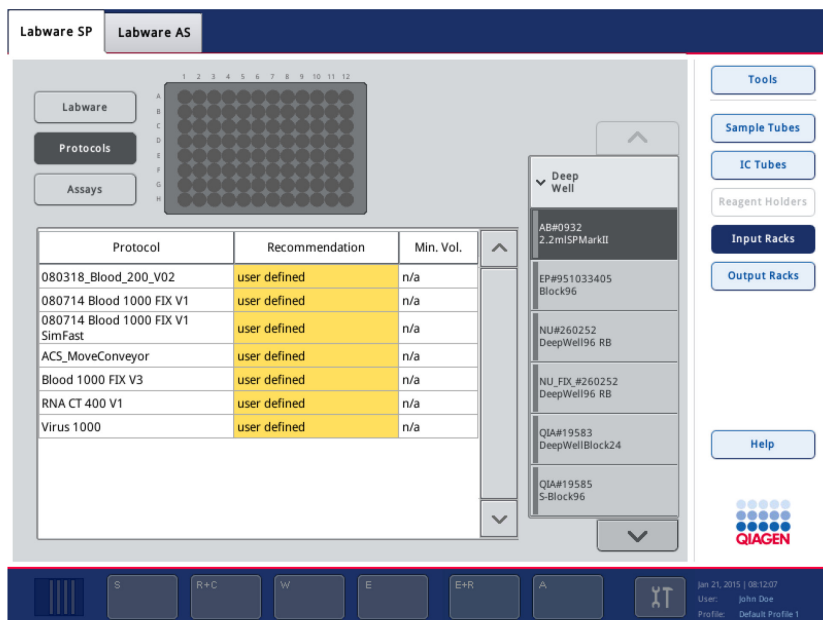 Labware SP
Labware AS
1 2 3 4 5 6 7 8 9 10 11 12
A
B
C
D
E
F
G
H
Labware
Protocols
Assays
Protocol Recommendation Min. Vol.
080318_Blood_200_V02 user defined n/a
080714 Blood 1000 FIX V1 user defined n/a
080714 Blood 1000 FIX V1
SimFast user defined n/a
ACS_MoveConveyor user defined n/a
Blood 1000 FIX V3 user defined n/a
RNA CT 400 V1 user defined n/a
Virus 1000 user defined n/a
Deep
Well
AB#0932
2.2mlSPMarkII
EP#951033405
Block96
NU#260252
DeepWell96 RB
NU_FIX_#260252
DeepWell96 RB
QIA#19583
DeepWellBlock24
QIA#19585
S-Block96
Tools
Sample Tubes
IC Tubes
Reagent Holders
Input Racks
Output Racks
Help
QIAGEN
S
R+C
W
E
E+R
A
Jan 21, 2015 | 08:12:07
User: John Doe
Profile: Default Profile 1